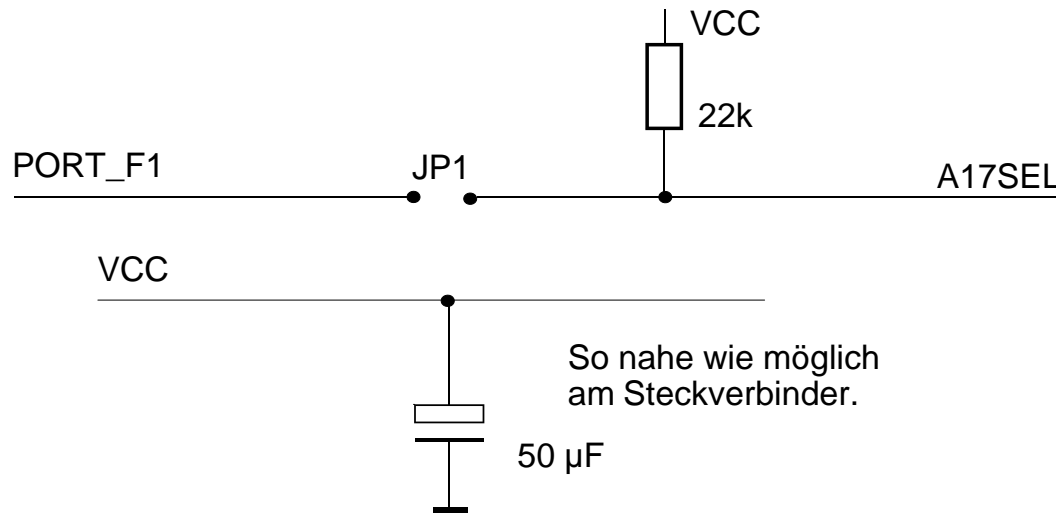 VCC
22k
PORT_F1
JP1
A17SEL
VCC
So nahe wie möglich
am Steckverbinder.
50 µF